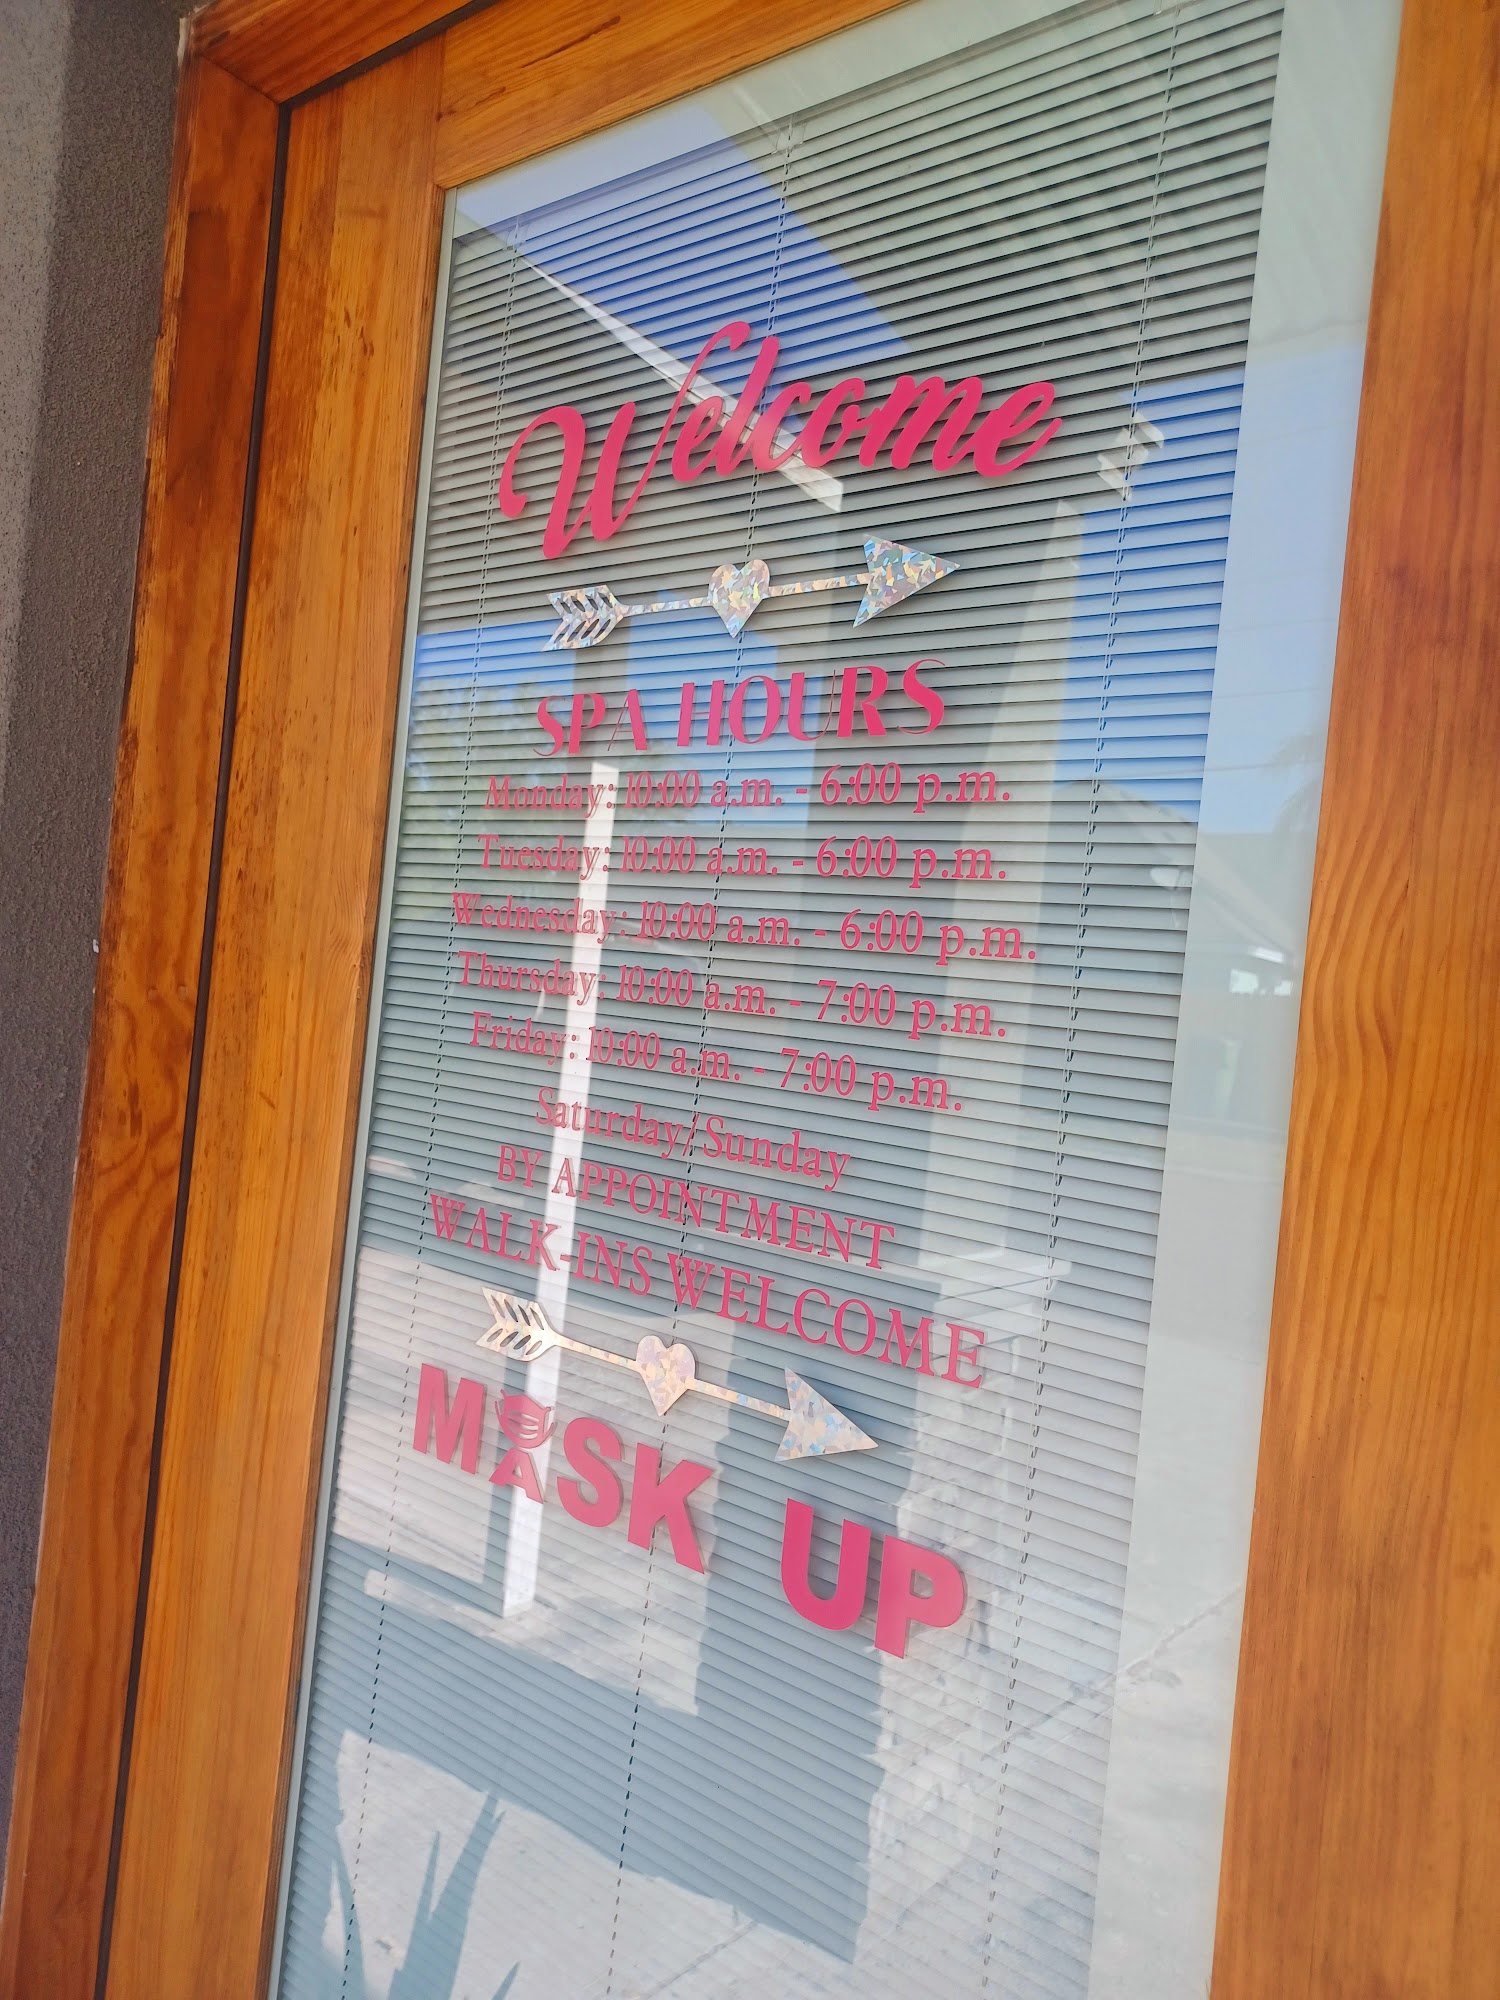 Welcome
SPA HOURS
Monday: 10:00 a.m. - 6:00 p.m.
Tuesday: 10:00 a.m. - 6:00 p.m.
Wednesday: 10:00 a.m. - 6:00 p.m.
Thursday: 10:00 a.m. - 7:00 p.m.
Friday: 10:00 a.m. - 7:00 p.m.
Saturday/Sunday
BY APPOINTMENT
WALK-INS WELCOME
MASK UP